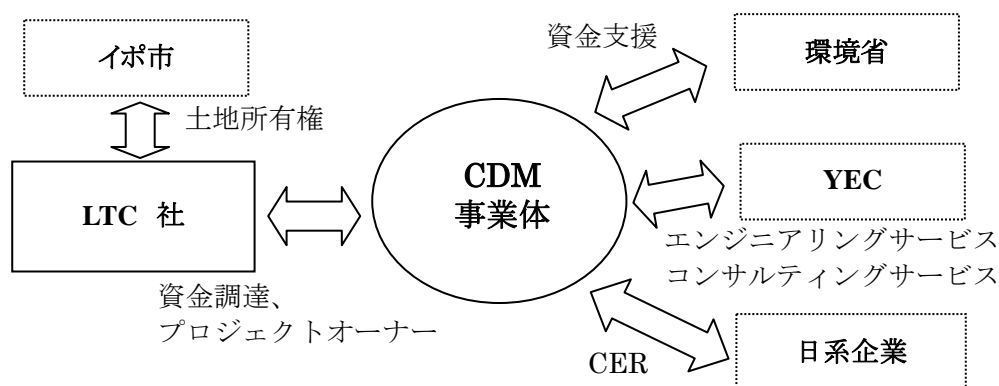 資金支援
イポ市
環境省
土地所有権
CDM
事業体
LTC 社
YEC
エンジニアリングサービス
コンサルティングサービス
資金調達、
プロジェクトオーナー
CER
日系企業